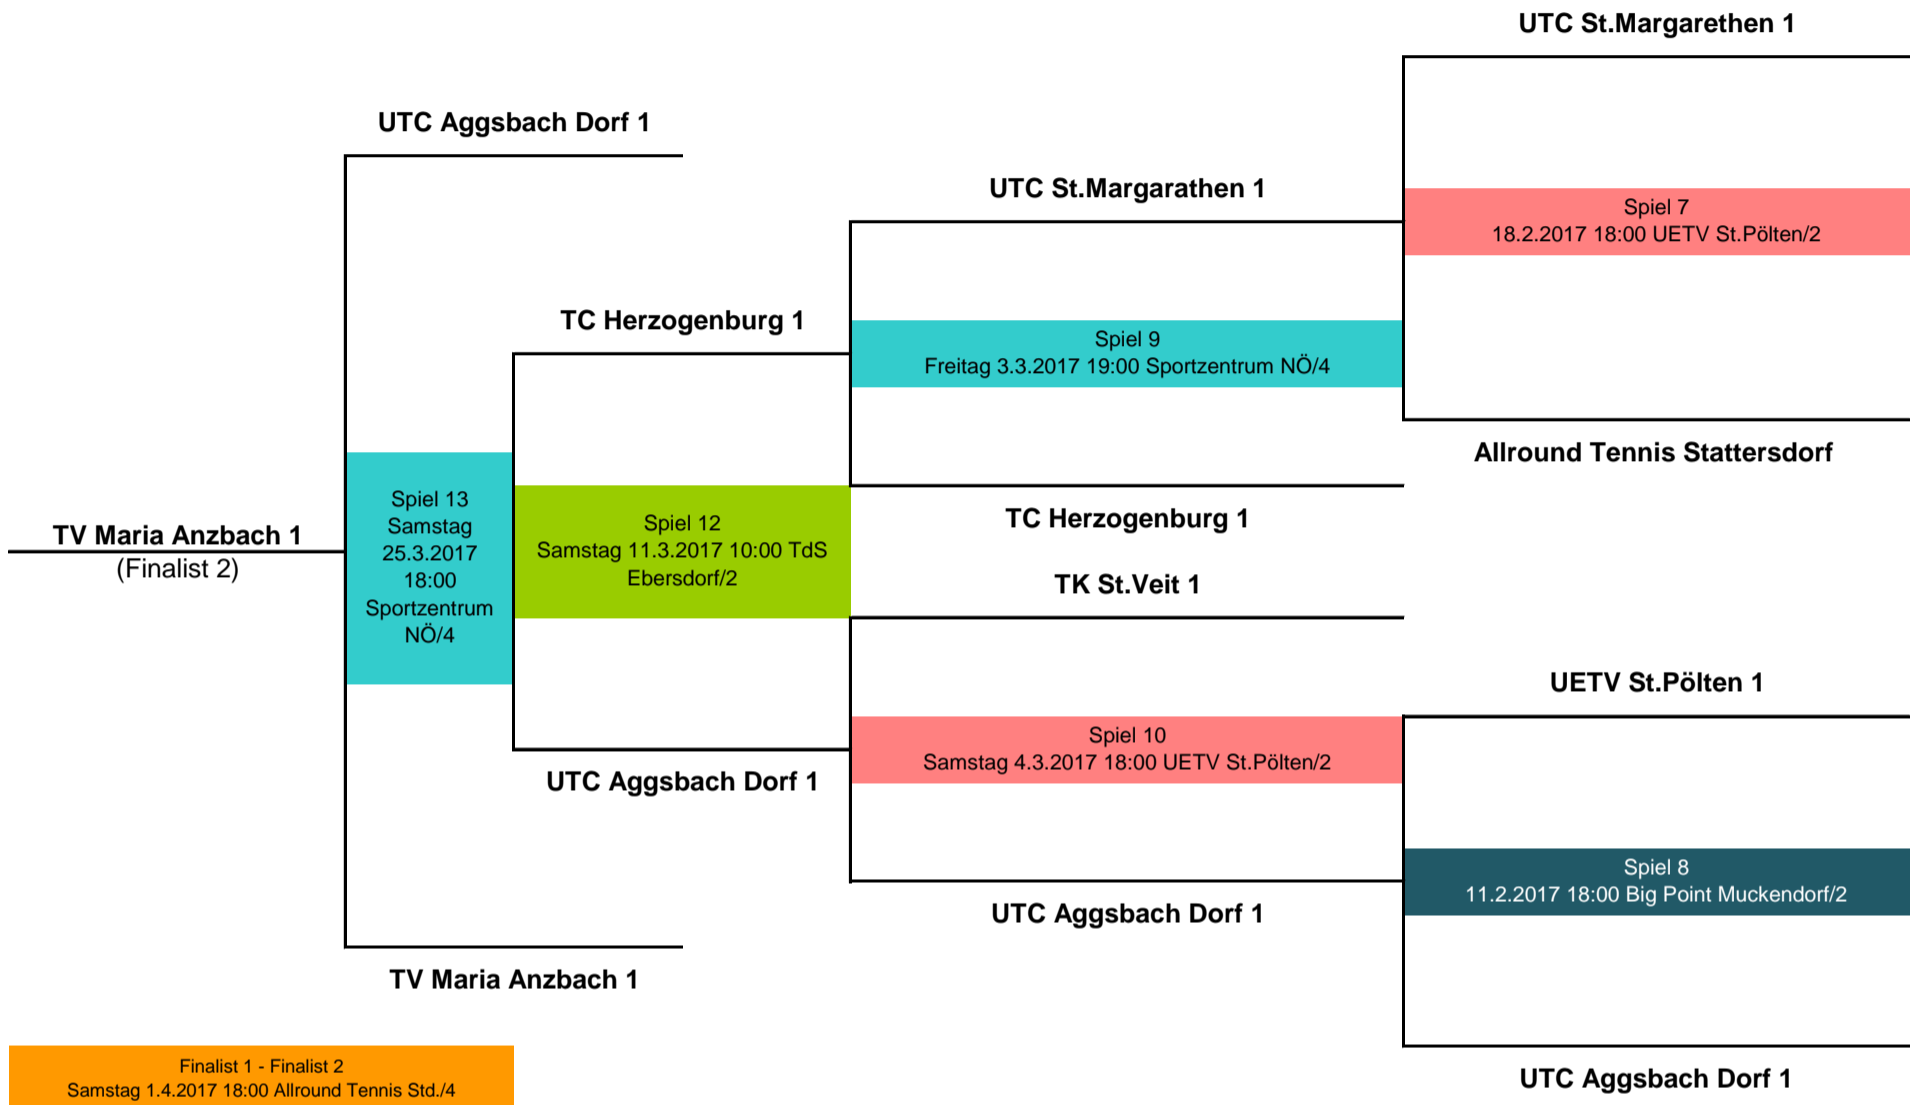 UTC St.Margarethen 1
UTC Aggsbach Dorf 1
UTC St.Margarathen 1
Spiel 7
18.2.2017 18:00 UETV St.Pölten/2
TC Herzogenburg 1
Spiel 9
Freitag 3.3.2017 19:00 Sportzentrum NÖ/4
Allround Tennis Stattersdorf
Spiel 13
Samstag
25.3.2017
18:00
Sportzentrum
NÖ/4
Spiel 12
Samstag 11.3.2017 10:00 TdS
Ebersdorf/2
TC Herzogenburg 1
TV Maria Anzbach 1
(Finalist 2)
TK St.Veit 1
UETV St.Pölten 1
Spiel 10
Samstag 4.3.2017 18:00 UETV St.Pölten/2
UTC Aggsbach Dorf 1
Spiel 8
11.2.2017 18:00 Big Point Muckendorf/2
UTC Aggsbach Dorf 1
TV Maria Anzbach 1
Finalist 1 - Finalist 2
Samstag 1.4.2017 18:00 Allround Tennis Std./4
UTC Aggsbach Dorf 1